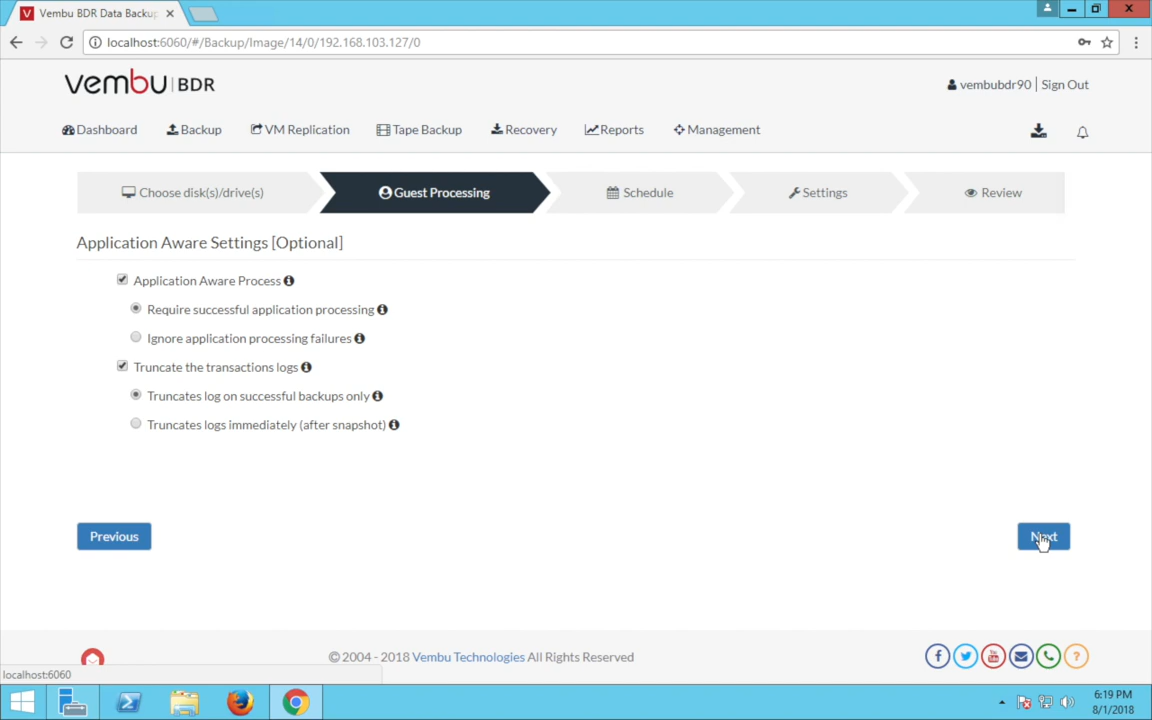 Vembu BDR Data Backup
localhost:6060/#/Backup/Image/14/0/192.168.103.127/0
vembu BDR
vembubdr90 | Sign Out
Dashboard
Backup
VM Replication
Tape Backup
Recovery
Reports
Management
Choose disk(s)/drive(s)
Guest Processing
Schedule
Settings
Review
Application Aware Settings [Optional]
Application Aware Process
Require successful application processing
Ignore application processing failures
Truncate the transactions logs
Truncates log on successful backups only
Truncates logs immediately (after snapshot)
Previous
Next
© 2004 - 2018 Vembu Technologies All Rights Reserved
localhost:6060
6:19 PM
8/1/2018